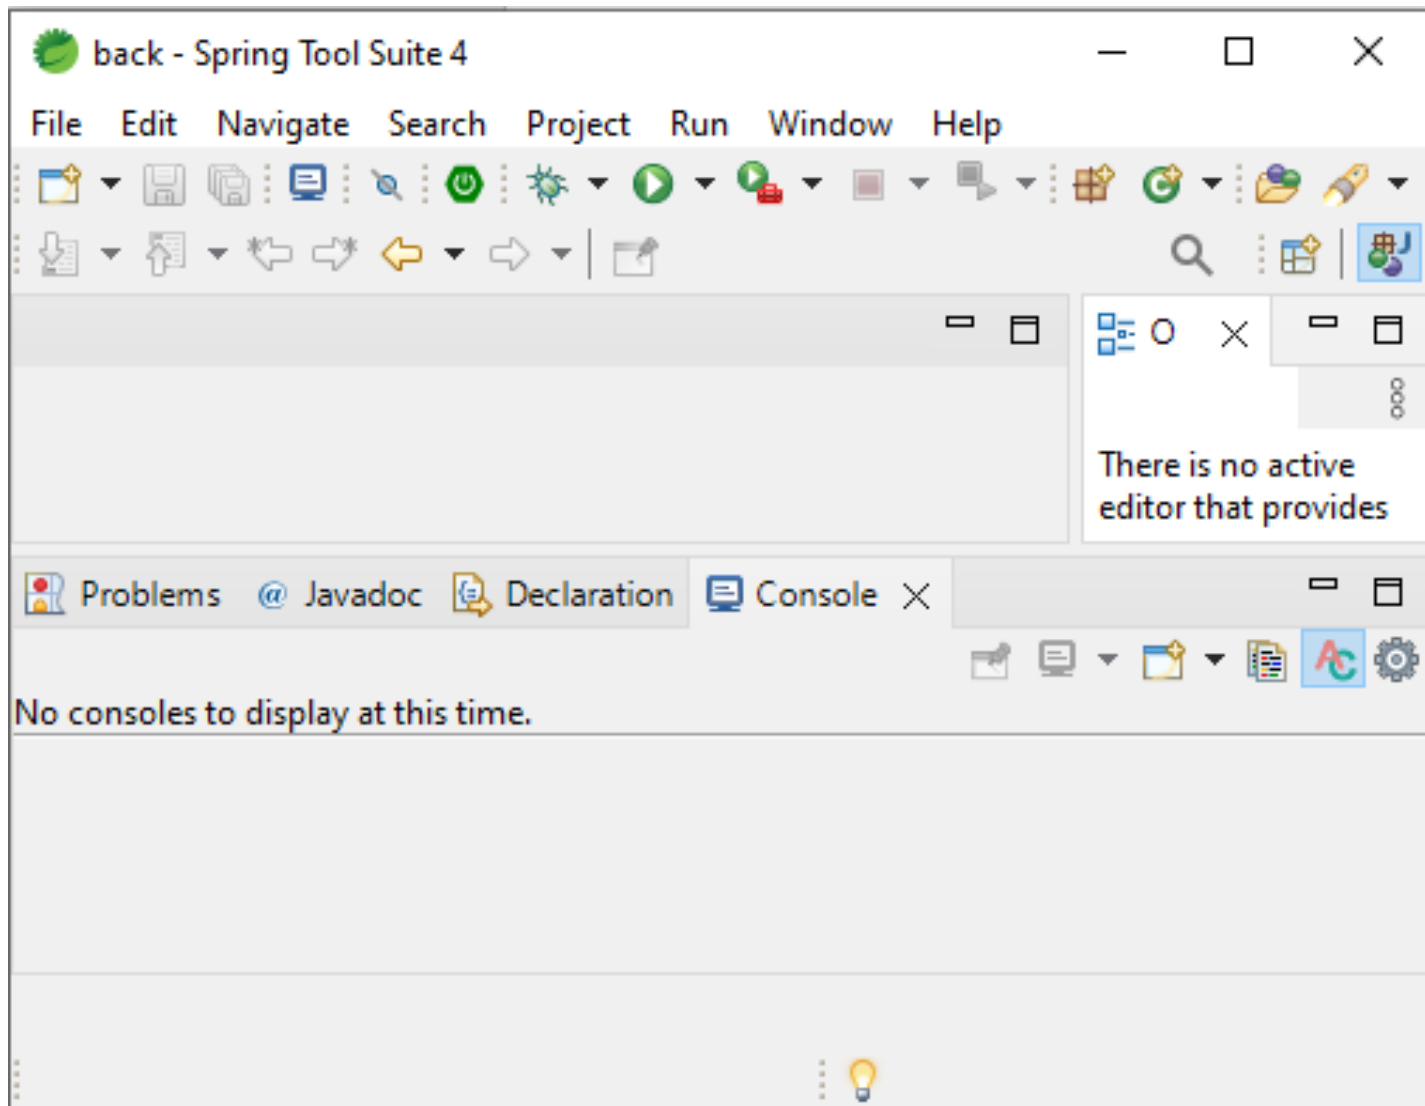 back - Spring Tool Suite 4
File Edit Navigate Search Project Run Window Help
O
There is no active
editor that provides
Problems @ Javadoc Declaration Console
No consoles to display at this time.